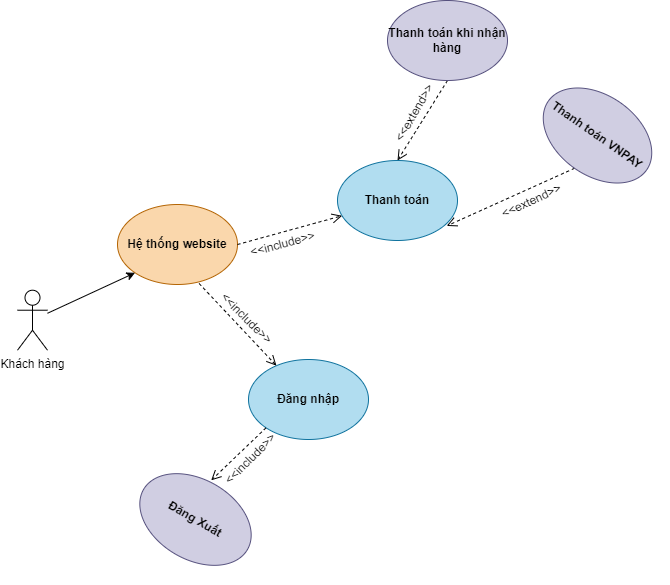 Thanh toán khi nhận
hàng
<<extend>>
Thanh toán VNPAY
<<extend>>
Thanh toán
Hệ thống website
<<include>>
<<include>>
Khách hàng
Đăng nhập
<<include>>
Đăng Xuất